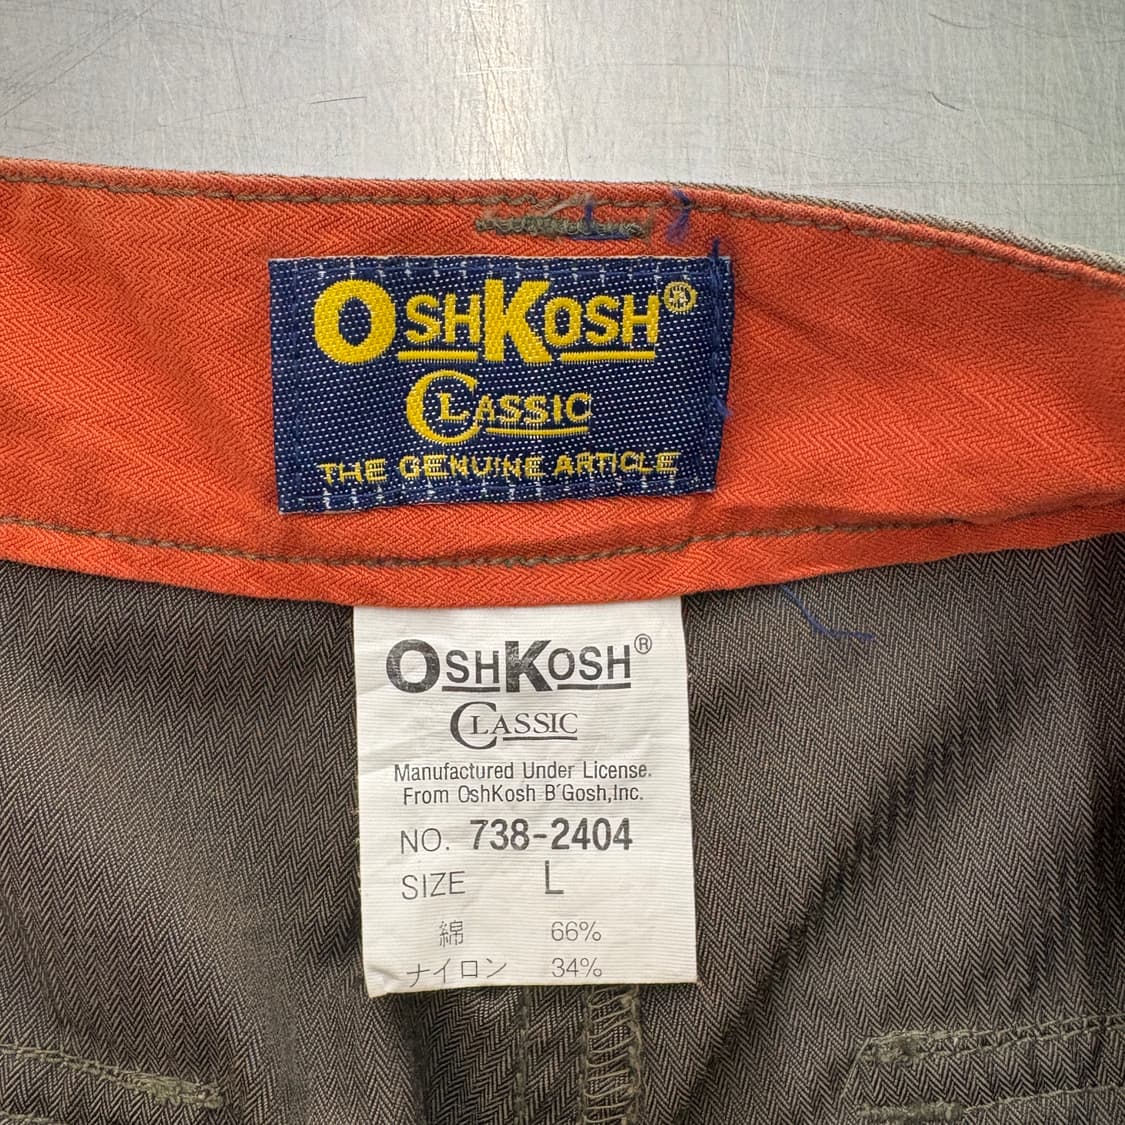 OSHKOSH®
CLASSIC
THE GENUINE ARTICLE
OSHKOSH®
CLASSIC
Manufactured Under License.
From OshKosh B'Gosh,Inc.
NO. 738-2404
SIZE L
綿 66%
ナイロン 34%